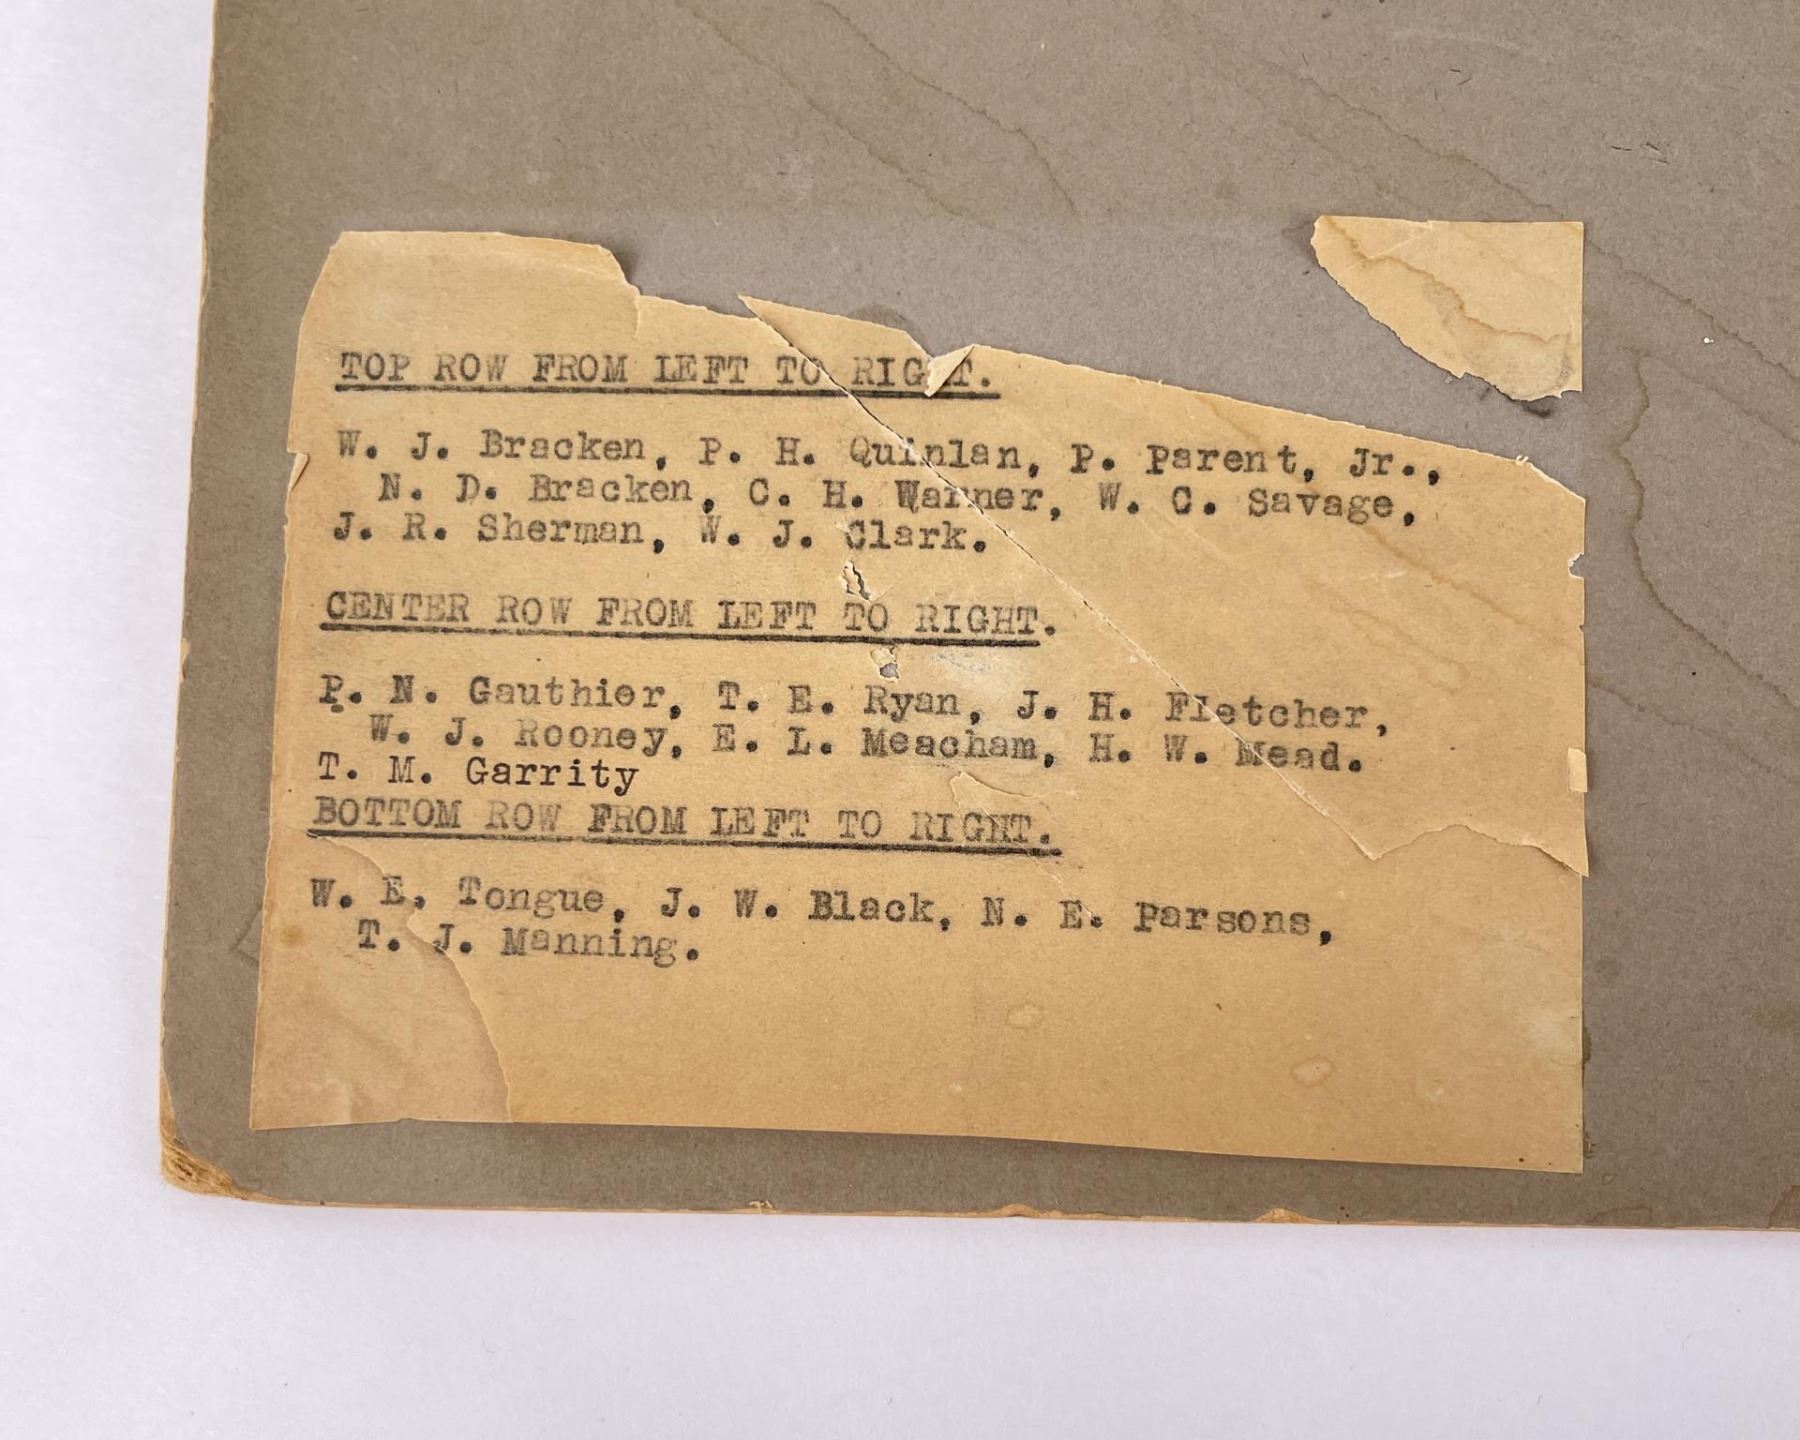 TOP ROW FROM LEFT TO RIGHT.
W. J. Bracken, P. H. Quinlan, P. Parent, Jr.,
N. D. Bracken, C. H. Warner, W. C. Savage,
J. R. Sherman, W. J. Clark.
CENTER ROW FROM LEFT TO RIGHT.
P. N. Gauthier, T. E. Ryan, J. H. Fletcher,
W. J. Rooney, E. L. Meacham, H. W. Mead.
T. M. Garrity
BOTTOM ROW FROM LEFT TO RIGHT.
W. E. Tongue, J. W. Black, N. E. Parsons,
T. J. Manning.